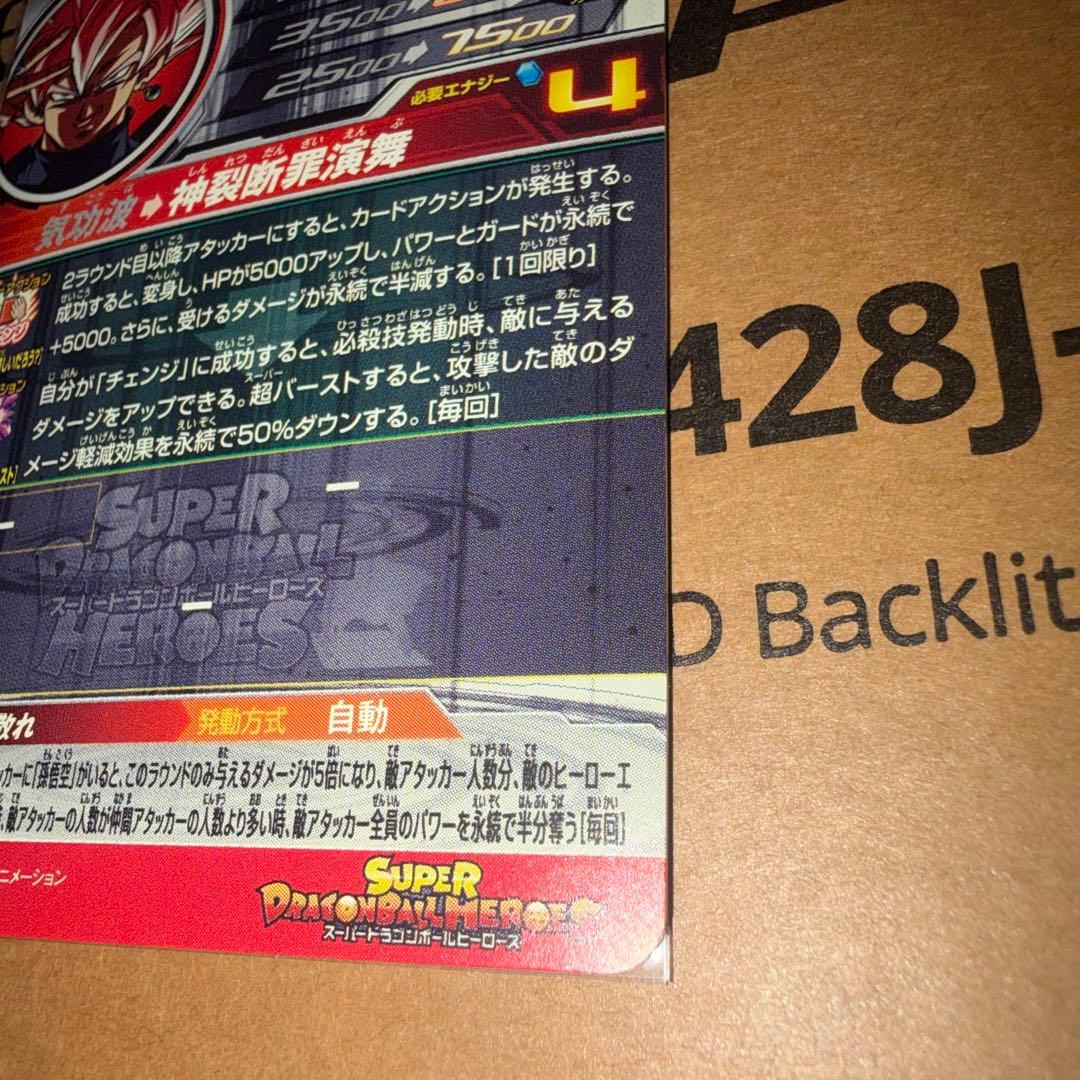 3500
2500➡7500
必要エナジー 4
気功波➡神裂断罪演舞
2ラウンド目以降アタッカーにすると、カードアクションが発生する。
成功すると、変身し、HPが5000アップし、パワーとガードが永続で
+5000。さらに、受けるダメージが永続で半減する。[1回限り]
自分が「チェンジ」に成功すると、必殺技発動時、敵に与える
ダメージをアップできる。超バーストすると、攻撃した敵のダ
メージ軽減効果を永続で50%ダウンする。[毎回]
SUPER
DRAGONBALL
スーパードラゴンボールヒーローズ
HEROES
散れ 発動方式 自動
カーに「孫悟空」がいると、このラウンドのみ与えるダメージが5倍になり、敵アタッカー人数分、敵のヒーローエ
敵アタッカーの人数が仲間アタッカーの人数より多い時、敵アタッカー全員のパワーを永続で半分奪う[毎回]
ニメーション
SUPER
DRAGONBALL HEROES
スーパードラゴンボールヒーローズ
428J-
D Backlit